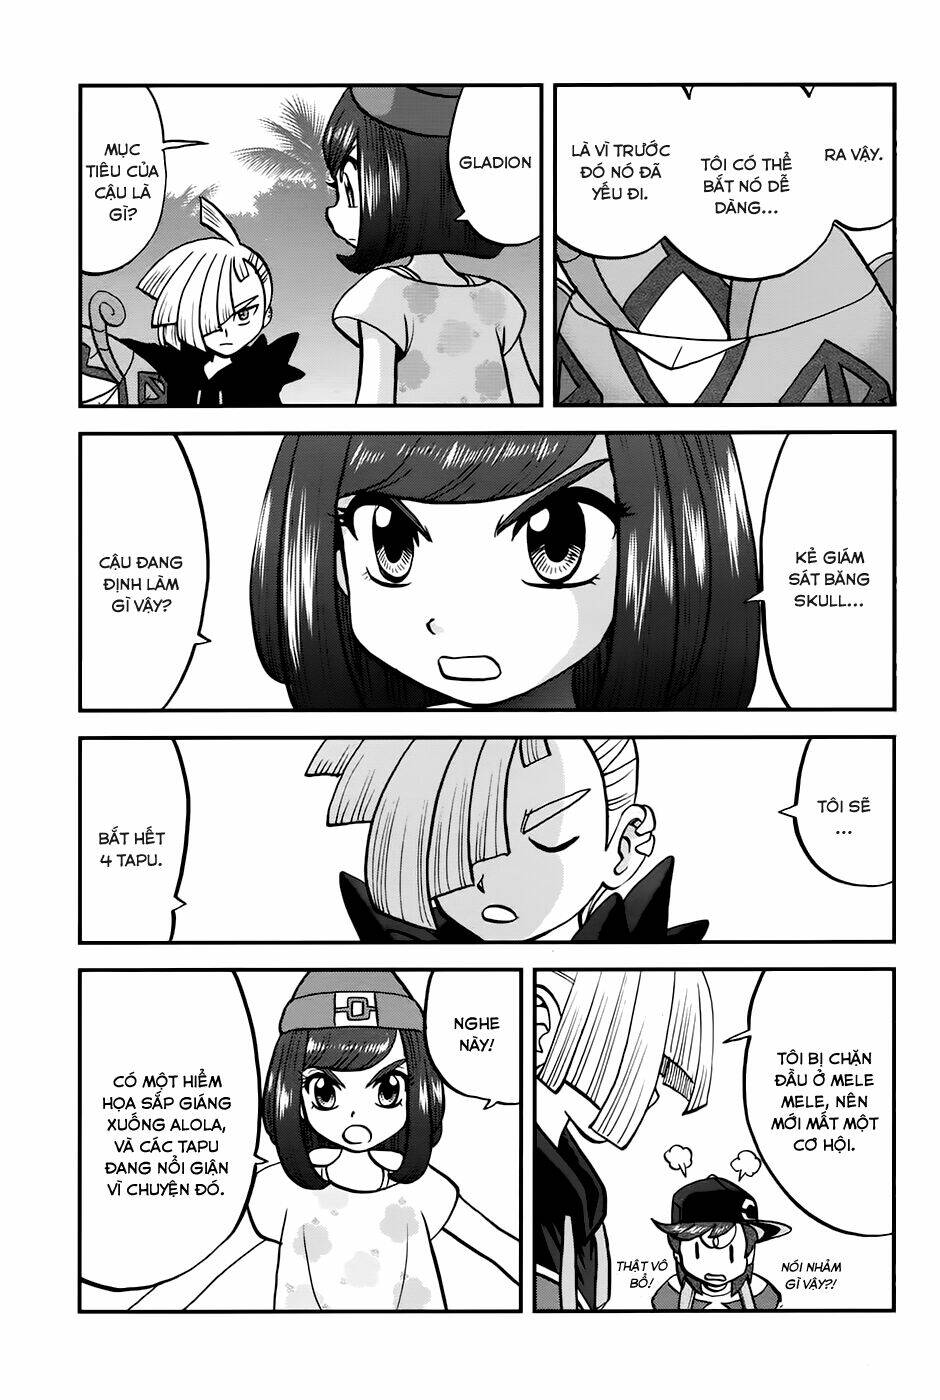 RA VẬY.
TÔI CÓ THỂ
BẮT NÓ DỄ
DÀNG...
LÀ VÌ TRƯỚC
ĐÓ NÓ ĐÃ
YẾU ĐI.
GLADION
MỤC
TIÊU CỦA
CẬU LÀ
GÌ?
KẺ GIÁM
SÁT BĂNG
SKULL...
CẬU ĐANG
ĐỊNH LÀM
GÌ VẬY?
TÔI SẼ
...
BẮT HẾT
4 TAPU.
TÔI BỊ CHẶN
ĐẦU Ở MELE
MELE, NÊN
MỚI MẤT MỘT
CƠ HỘI.
NÓI NHẢM
GÌ VẬY?!
THẬT VÔ
BỔ!
NGHE
NÀY!
CÓ MỘT HIỂM
HỌA SẮP GIÁNG
XUỐNG ALOLA,
VÀ CÁC TAPU
ĐANG NỔI GIẬN
VÌ CHUYỆN ĐÓ.